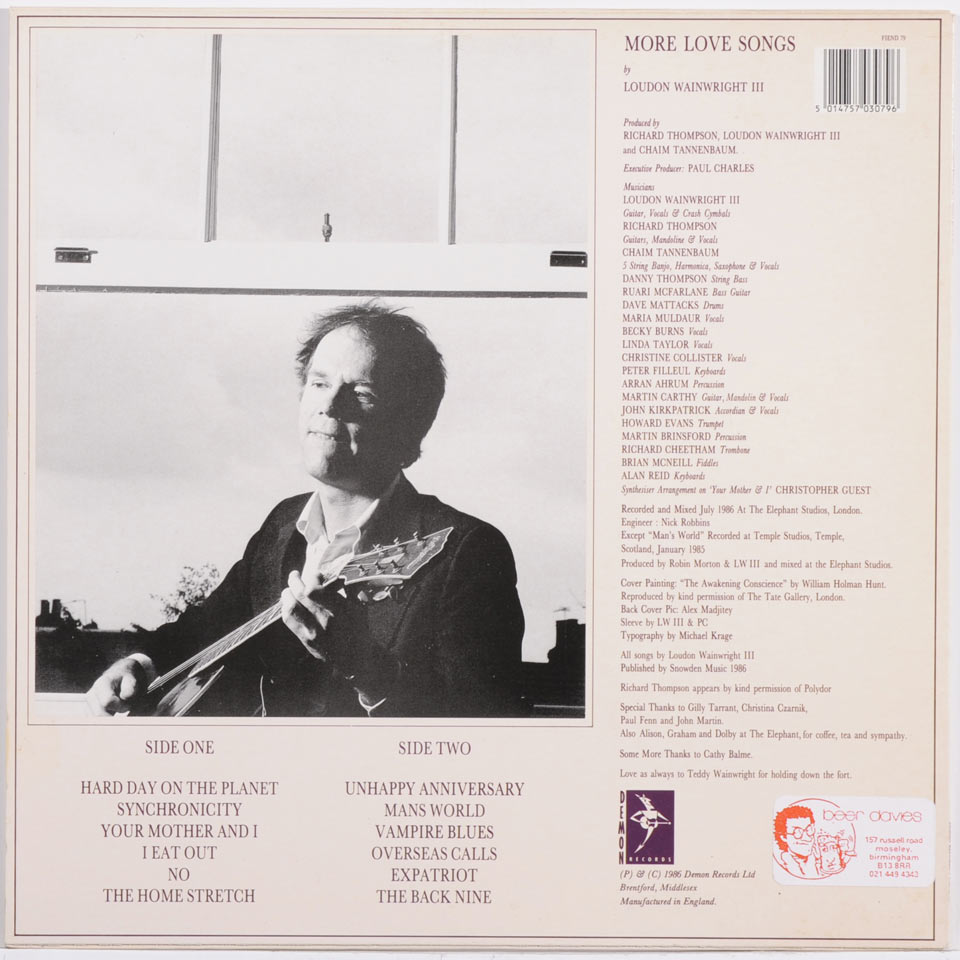 MORE LOVE SONGS
FIEND 79
by
LOUDON WAINWRIGHT III
5 014757 030796
Produced by
RICHARD THOMPSON, LOUDON WAINWRIGHT III
and CHAIM TANNENBAUM.
Executive Producer: PAUL CHARLES
Musicians
LOUDON WAINWRIGHT III
Guitar, Vocals & Crash Cymbals
RICHARD THOMPSON
Guitars, Mandoline & Vocals
CHAIM TANNENBAUM
5 String Banjo, Harmonica, Saxophone & Vocals
DANNY THOMPSON String Bass
RUARI MCFARLANE Bass Guitar
DAVE MATTACKS Drums
MARIA MULDAUR Vocals
BECKY BURNS Vocals
LINDA TAYLOR Vocals
CHRISTINE COLLISTER Vocals
PETER FILLEUL Keyboards
ARRAN AHRUM Percussion
MARTIN CARTHY Guitar, Mandolin & Vocals
JOHN KIRKPATRICK Accordian & Vocals
HOWARD EVANS Trumpet
MARTIN BRINSFORD Percussion
RICHARD CHEETHAM Trombone
BRIAN MCNEILL Fiddles
ALAN REID Keyboards
Synthesiser Arrangement on 'Your Mother & I' CHRISTOPHER GUEST
Recorded and Mixed July 1986 At The Elephant Studios, London.
Engineer : Nick Robbins
Except "Man's World" Recorded at Temple Studios, Temple,
Scotland, January 1985
Produced by Robin Morton & LW III and mixed at the Elephant Studios.
Cover Painting: "The Awakening Conscience" by William Holman Hunt.
Reproduced by kind permission of The Tate Gallery, London.
Back Cover Pic: Alex Madjitey
Sleeve by LW III & PC
Typography by Michael Krage
All songs by Loudon Wainwright III
Published by Snowden Music 1986
Richard Thompson appears by kind permission of Polydor
Special Thanks to Gilly Tarrant, Christina Czarnik,
Paul Fenn and John Martin.
Also Alison, Graham and Dolby at The Elephant, for coffee, tea and sympathy.
Some More Thanks to Cathy Balme.
Love as always to Teddy Wainwright for holding down the fort.
SIDE ONE
HARD DAY ON THE PLANET
SYNCHRONICITY
YOUR MOTHER AND I
I EAT OUT
NO
THE HOME STRETCH
SIDE TWO
UNHAPPY ANNIVERSARY
MANS WORLD
VAMPIRE BLUES
OVERSEAS CALLS
EXPATRIOT
THE BACK NINE
DEMON
RECORDS
(P) & (C) 1986 Demon Records Ltd
Brentford, Middlesex
Manufactured in England.
beer davies
157 russell road
moseley,
birmingham
B13 8RR
021 449 4343